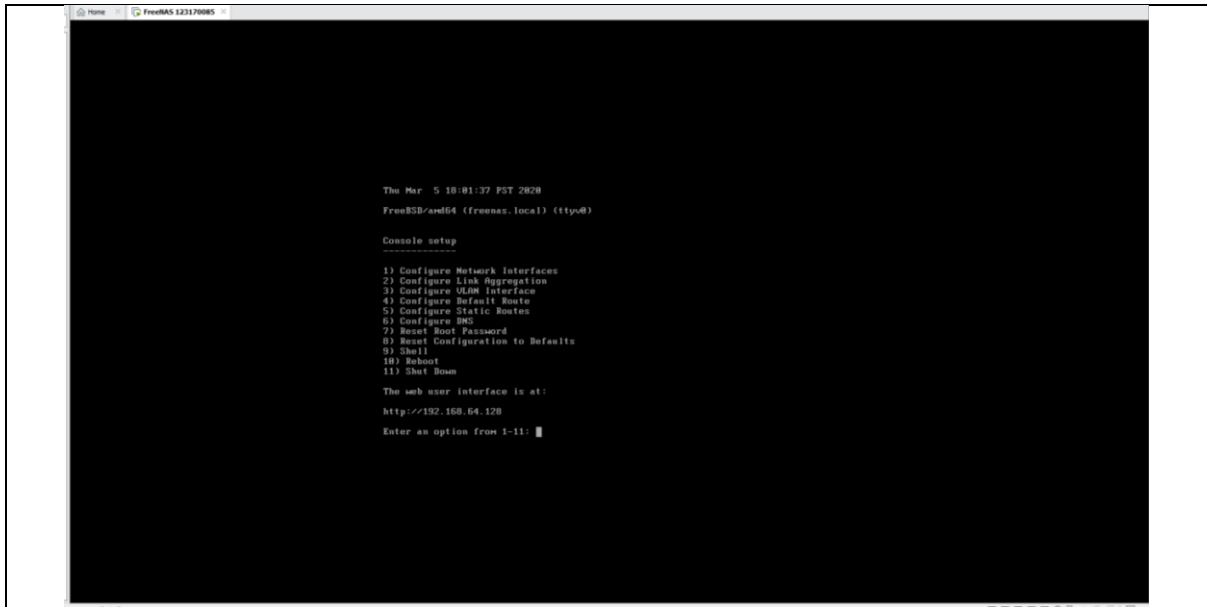 Home
FreeNAS 123170085
Thu Mar 5 18:01:37 PST 2020
FreeBSD/amd64 (freenas.local) (ttyv0)
Console setup
-------------
1) Configure Network Interfaces
2) Configure Link Aggregation
3) Configure VLAN Interface
4) Configure Default Route
5) Configure Static Routes
6) Configure DNS
7) Reset Root Password
8) Reset Configuration to Defaults
9) Shell
10) Reboot
11) Shut Down
The web user interface is at:
http://192.168.64.128
Enter an option from 1-11: